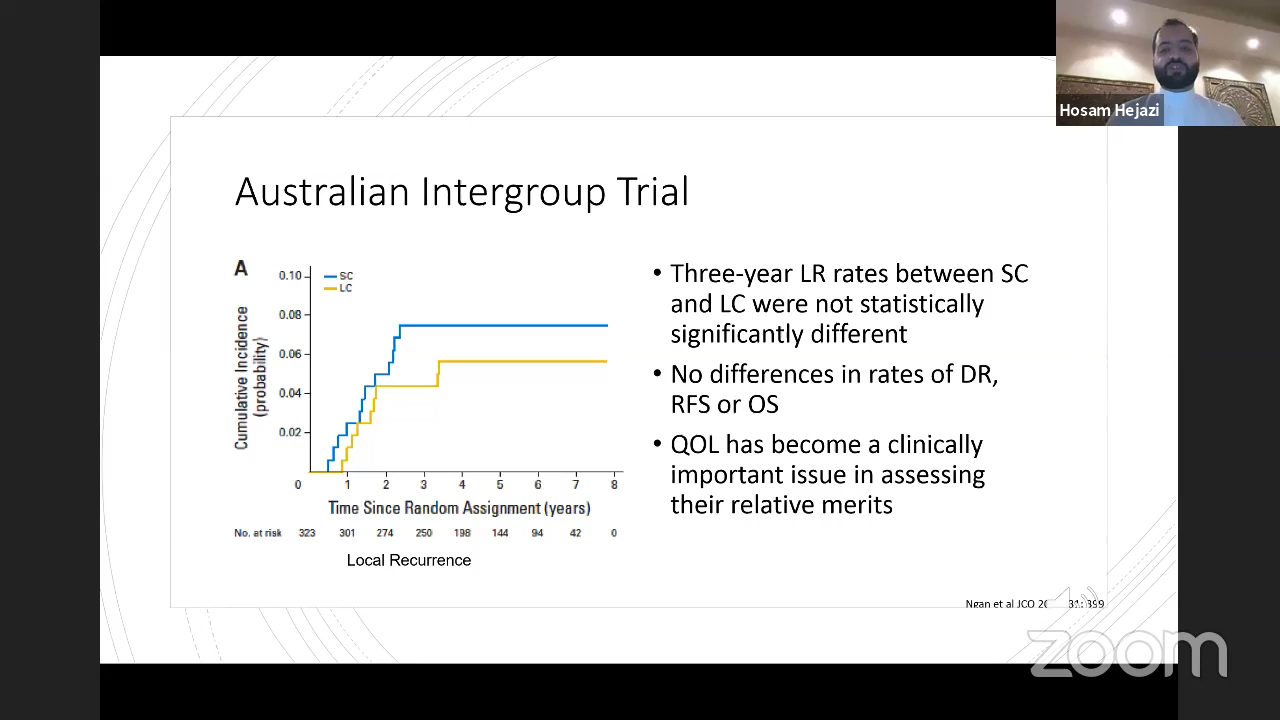 Hosam Hejazi
Australian Intergroup Trial
A
SC
LC
0.10
0.08
0.06
0.04
0.02
Cumulative Incidence
(probability)
0 1 2 3 4 5 6 7 8
Time Since Random Assignment (years)
No. at risk 323 301 274 250 198 144 94 42 0
Local Recurrence
• Three-year LR rates between SC
and LC were not statistically
significantly different
• No differences in rates of DR,
RFS or OS
• QOL has become a clinically
important issue in assessing
their relative merits
Ngan et al JCO
zoom